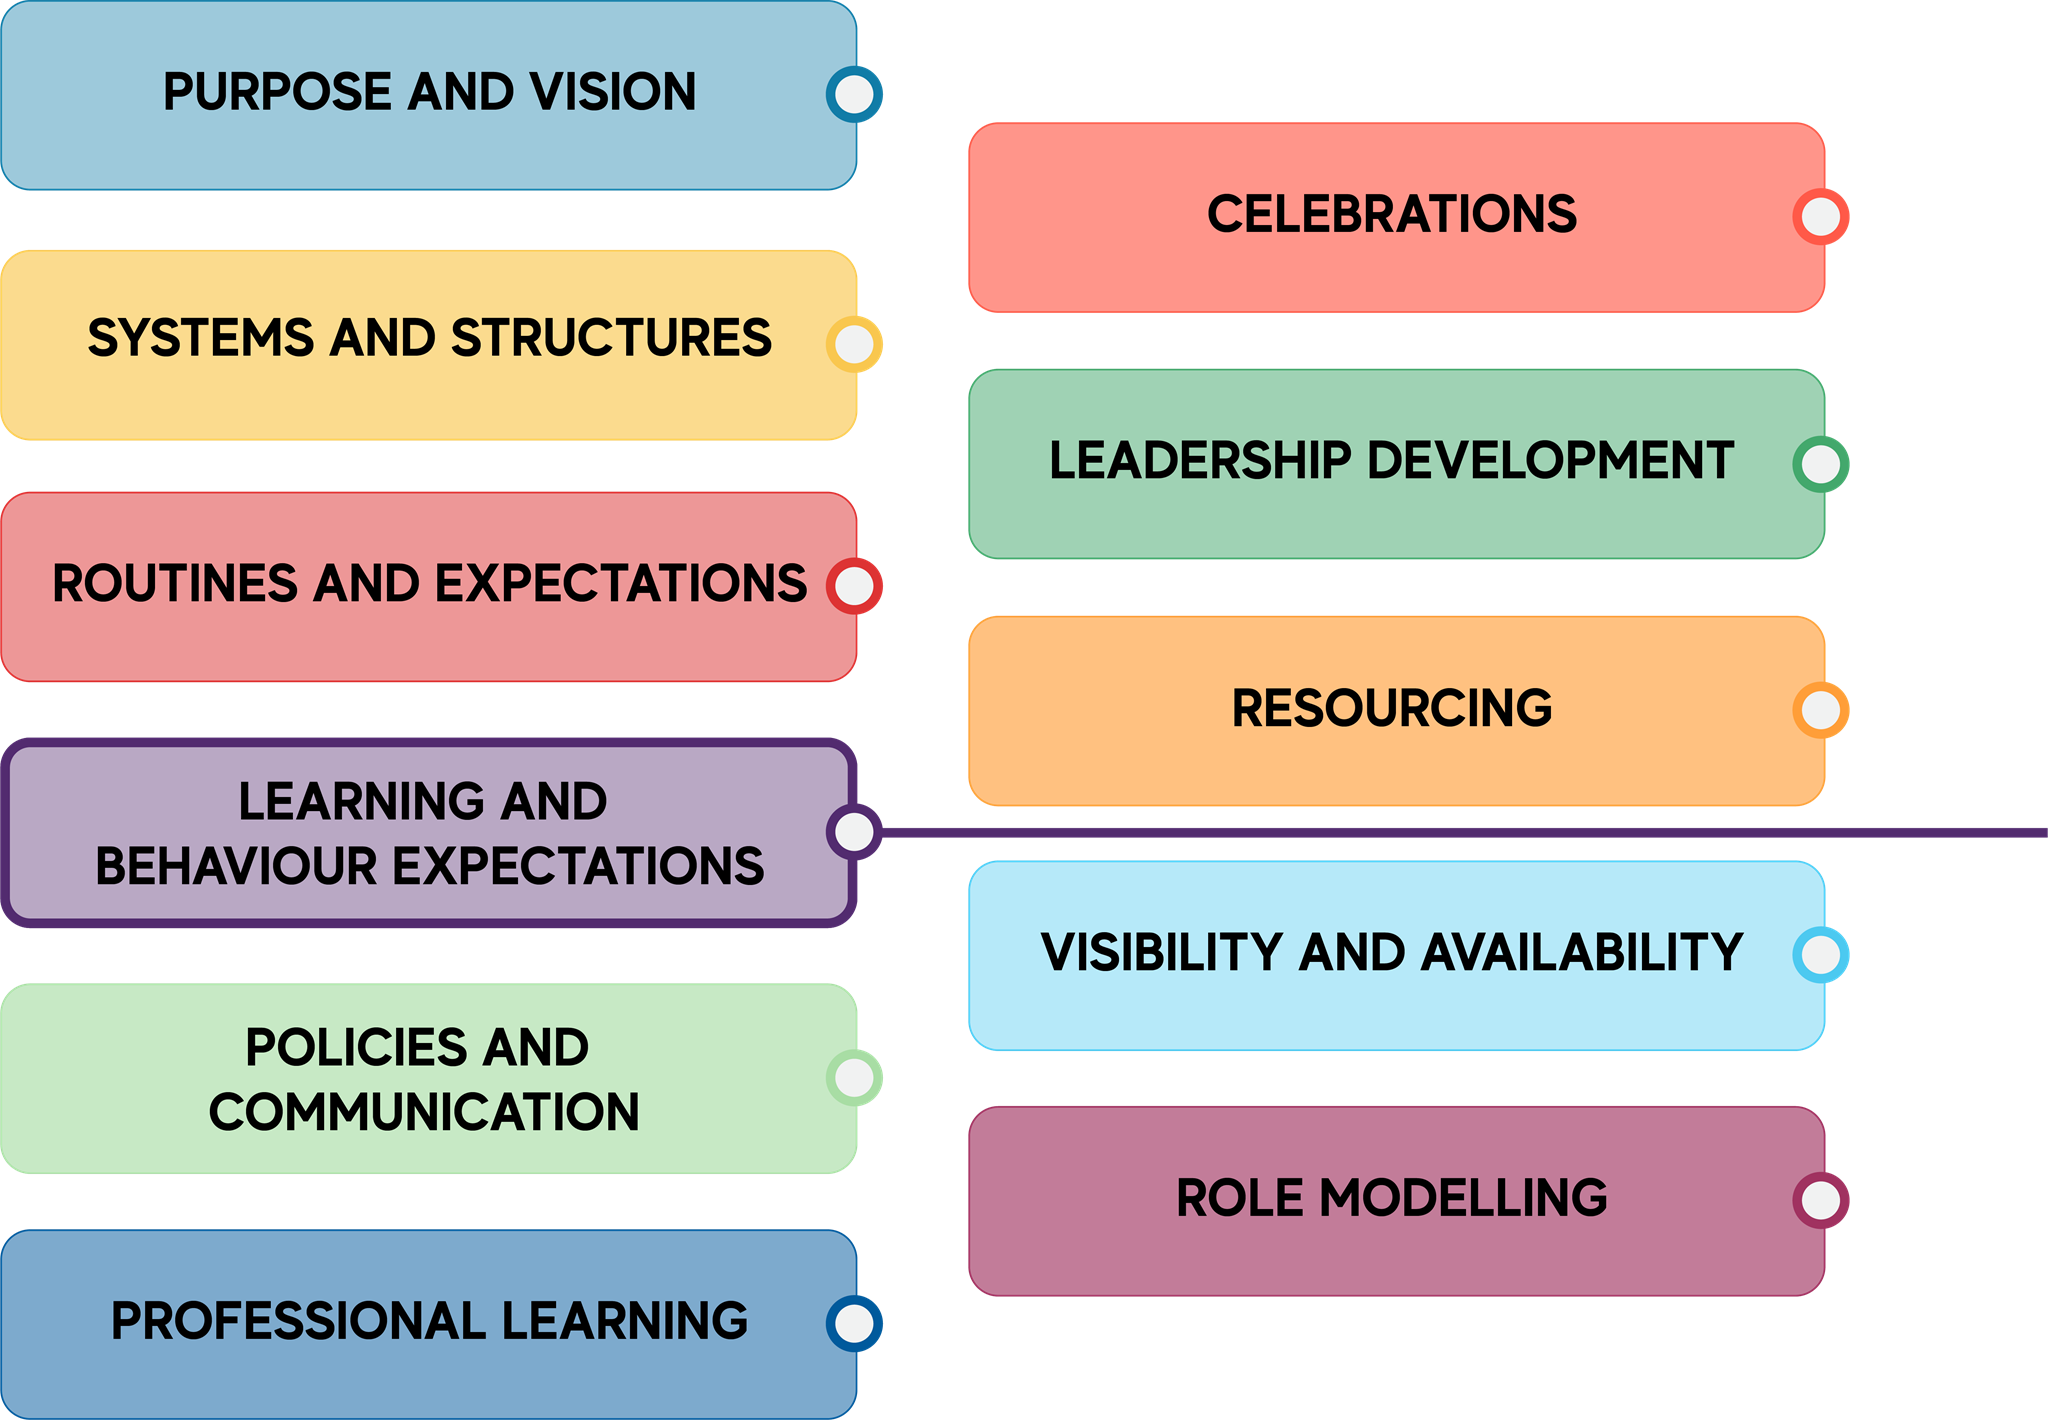 PURPOSE AND VISION
SYSTEMS AND STRUCTURES
ROUTINES AND EXPECTATIONS
LEARNING AND
BEHAVIOUR EXPECTATIONS
POLICIES AND
COMMUNICATION
PROFESSIONAL LEARNING
CELEBRATIONS
LEADERSHIP DEVELOPMENT
RESOURCING
VISIBILITY AND AVAILABILITY
ROLE MODELLING